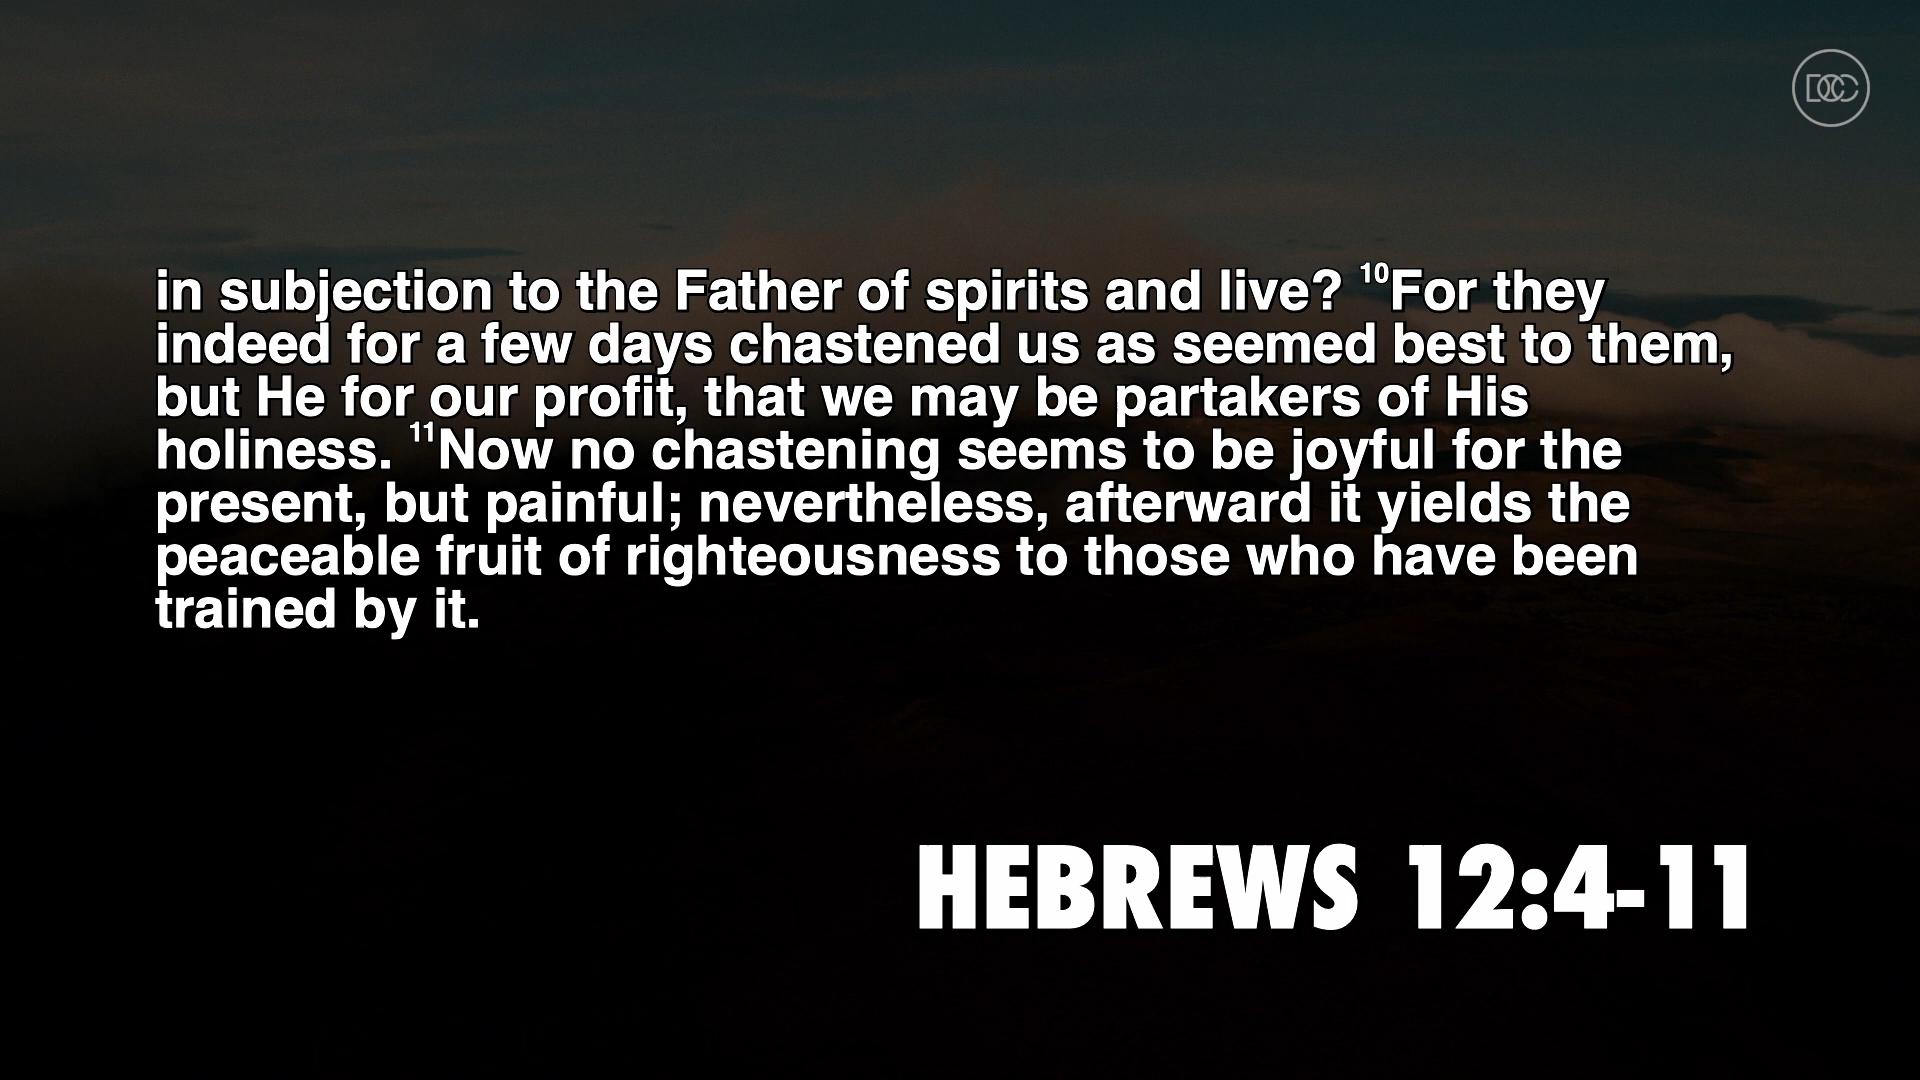 DCC
in subjection to the Father of spirits and live? 10For they
indeed for a few days chastened us as seemed best to them,
but He for our profit, that we may be partakers of His
holiness. 11Now no chastening seems to be joyful for the
present, but painful; nevertheless, afterward it yields the
peaceable fruit of righteousness to those who have been
trained by it.
HEBREWS 12:4-11